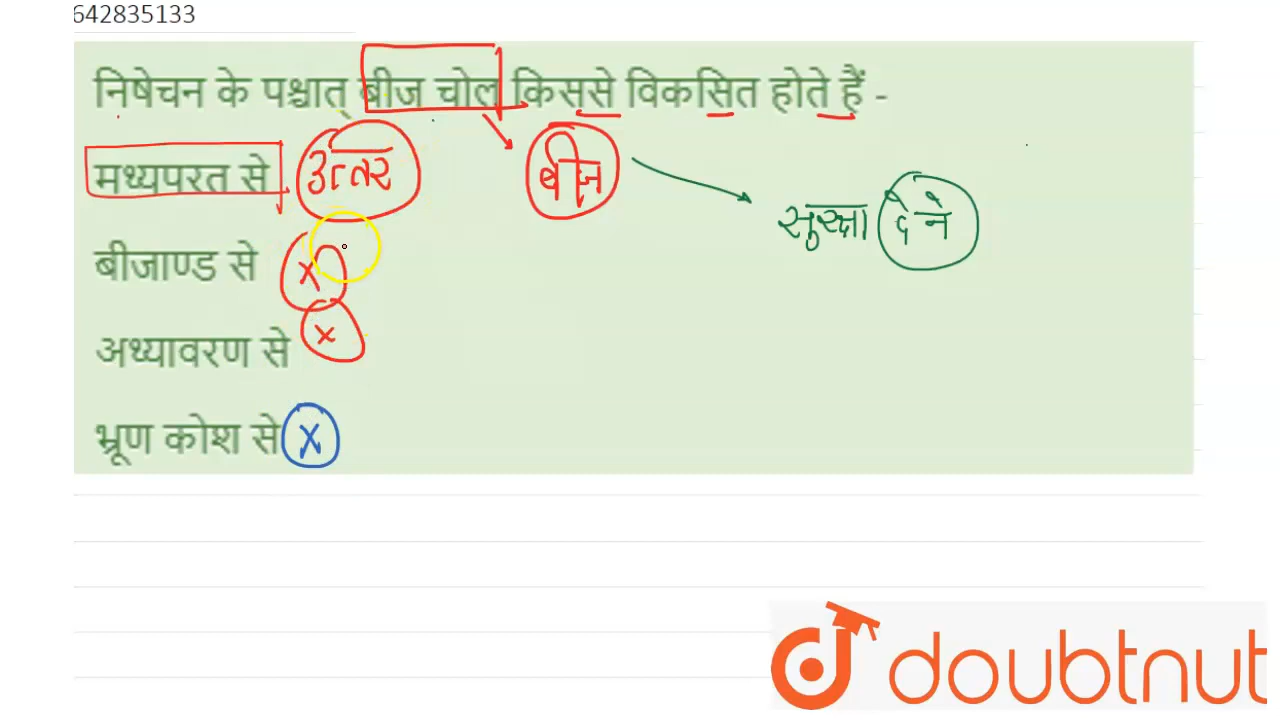 642835133
निषेचन के पश्चात् बीज चोल किससे विकसित होते हैं -
मध्यपरत से उत्तर बीज
सुरक्षा देने
बीजाण्ड से x
अध्यावरण से x
भ्रूण कोश से x
doubtnut